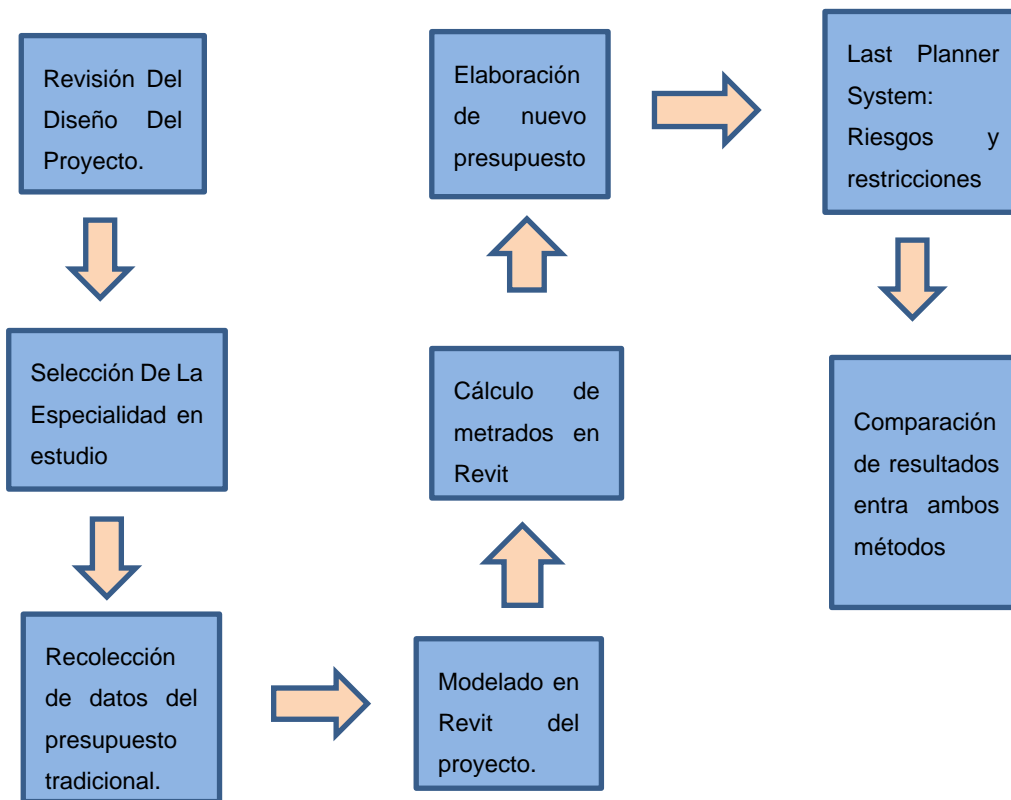 Revisión Del
Diseño Del
Proyecto.
Selección De La
Especialidad en
estudio
Recolección
de datos del
presupuesto
tradicional.
Modelado en
Revit del
proyecto.
Cálculo de
metrados en
Revit
Elaboración
de nuevo
presupuesto
Last Planner
System:
Riesgos y
restricciones
Comparación
de resultados
entra ambos
métodos